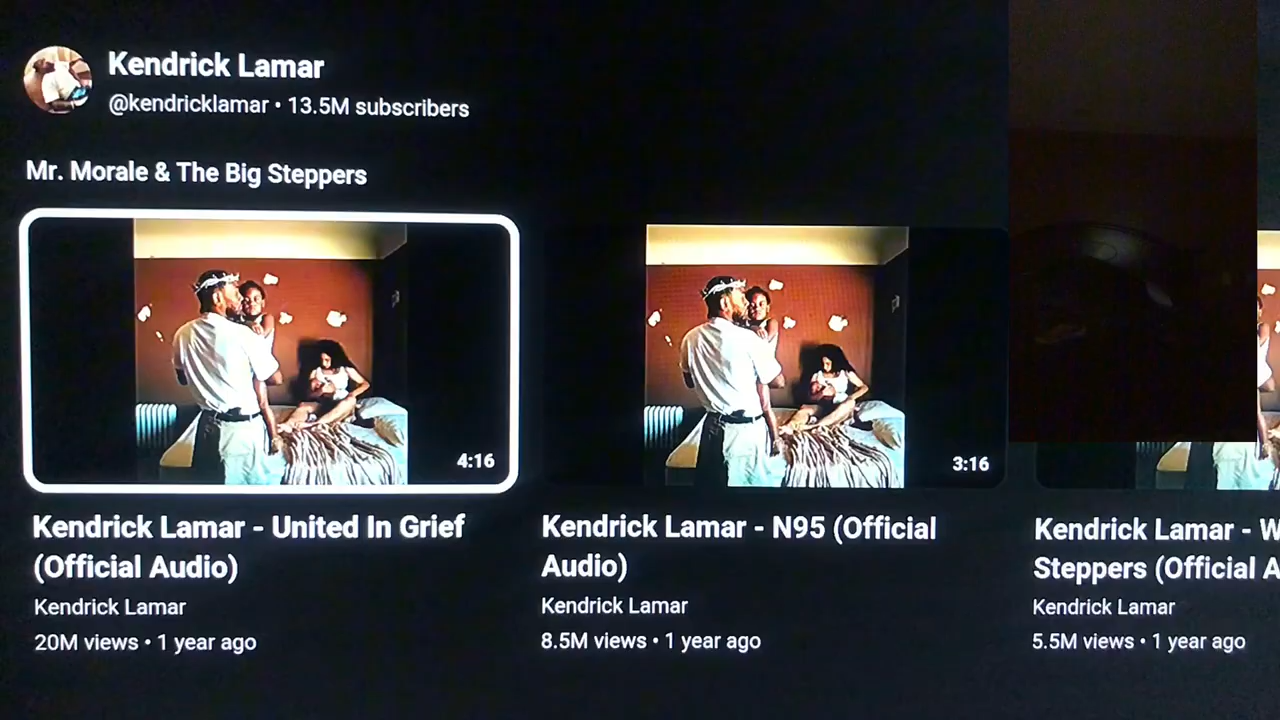 Kendrick Lamar
@kendricklamar • 13.5M subscribers
Mr. Morale & The Big Steppers
4:16
3:16
Kendrick Lamar - United In Grief
(Official Audio)
Kendrick Lamar
20M views • 1 year ago
Kendrick Lamar - N95 (Official
Audio)
Kendrick Lamar
8.5M views • 1 year ago
Kendrick Lamar - W
Steppers (Official A
Kendrick Lamar
5.5M views • 1 year ago